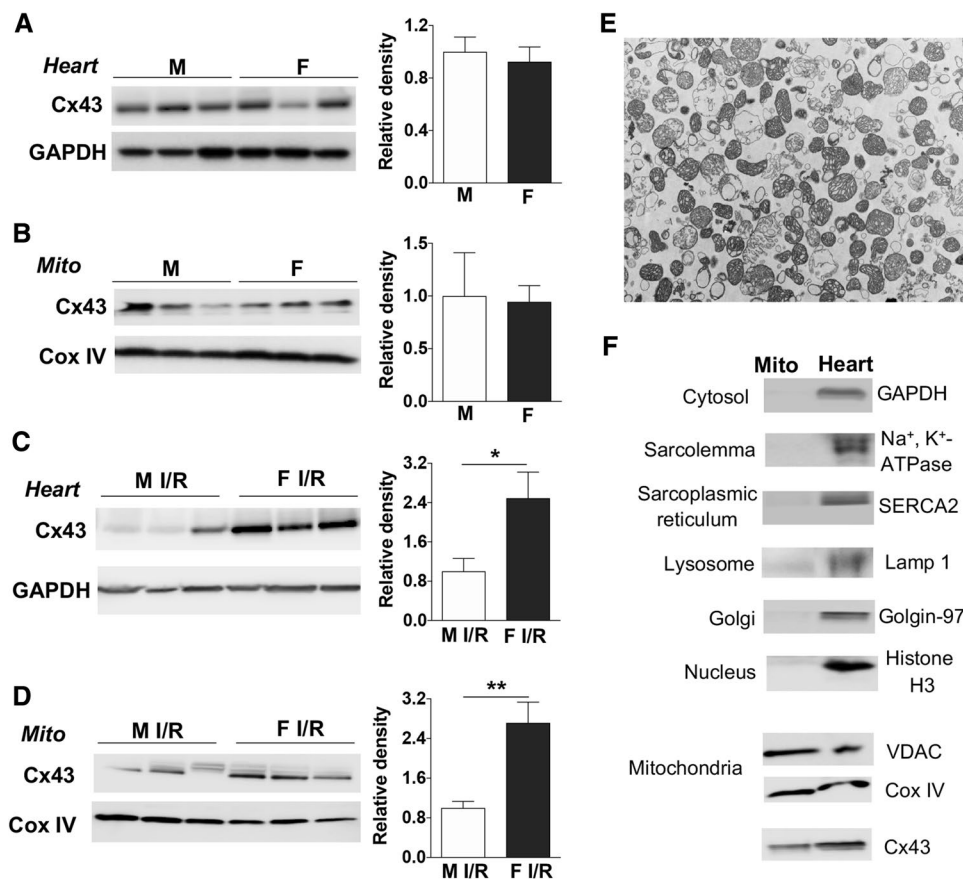 A
Heart
M
F
Cx43
GAPDH
Relative density
1.2
0.8
0.4
0.0
M
F
B
Mito
M
F
Cx43
Cox IV
Relative density
1.5
1.0
0.5
0.0
M
F
C
Heart
M I/R
F I/R
Cx43
GAPDH
Relative density
3.2
2.4
1.6
0.8
0.0
*
M I/R
F I/R
D
Mito
M I/R
F I/R
Cx43
Cox IV
Relative density
3.2
2.4
1.6
0.8
0.0
**
M I/R
F I/R
E
F
Mito Heart
Cytosol
GAPDH
Sarcolemma
Na⁺, K⁺-
ATPase
Sarcoplasmic
reticulum
SERCA2
Lysosome
Lamp 1
Golgi
Golgin-97
Nucleus
Histone
H3
Mitochondria
VDAC
Cox IV
Cx43